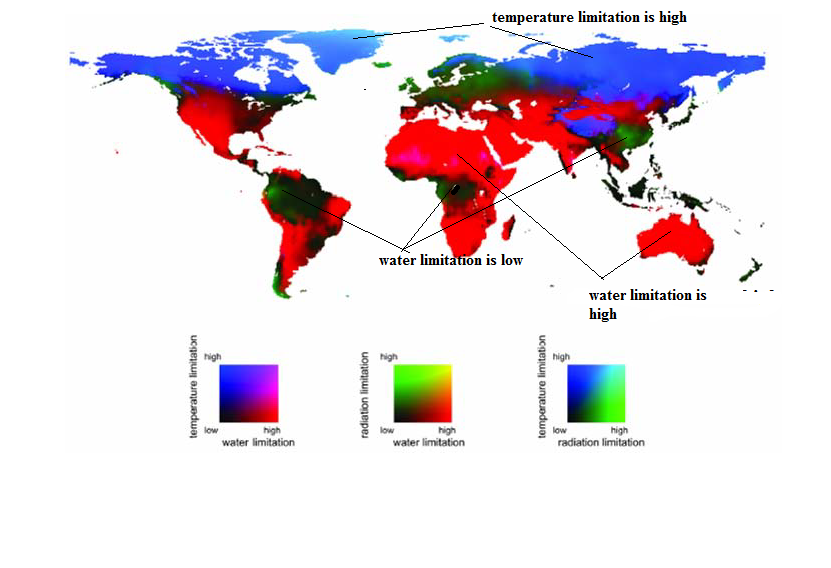 temperature limitation is high
water limitation is low
water limitation is
high
temperature limitation
high
low
high
water limitation
radiation limitation
high
low
high
water limitation
temperature limitation
high
low
high
radiation limitation